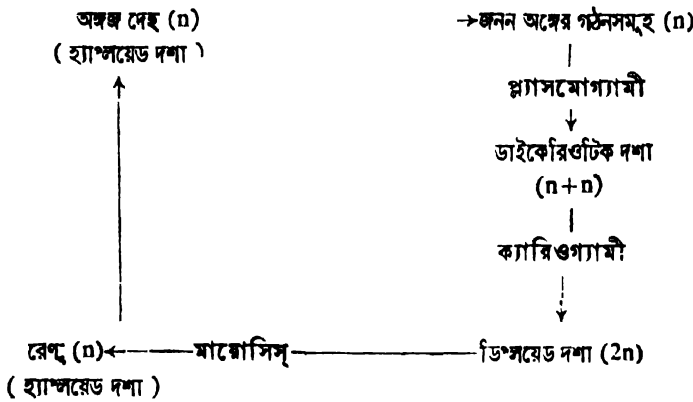 অঙ্গজ দেহ (n) →জনন অঙ্গের গঠনসমূহ (n)
( হ্যাপ্লয়েড দশা )
প্ল্যাসমোগ্যামী
ডাইকেরিওটিক দশা
(n+n)
ক্যারিওগ্যামী
রেণু (n)←—মায়োসিস্——ডিপ্লয়েড দশা (2n)
( হ্যাপ্লয়েড দশা )